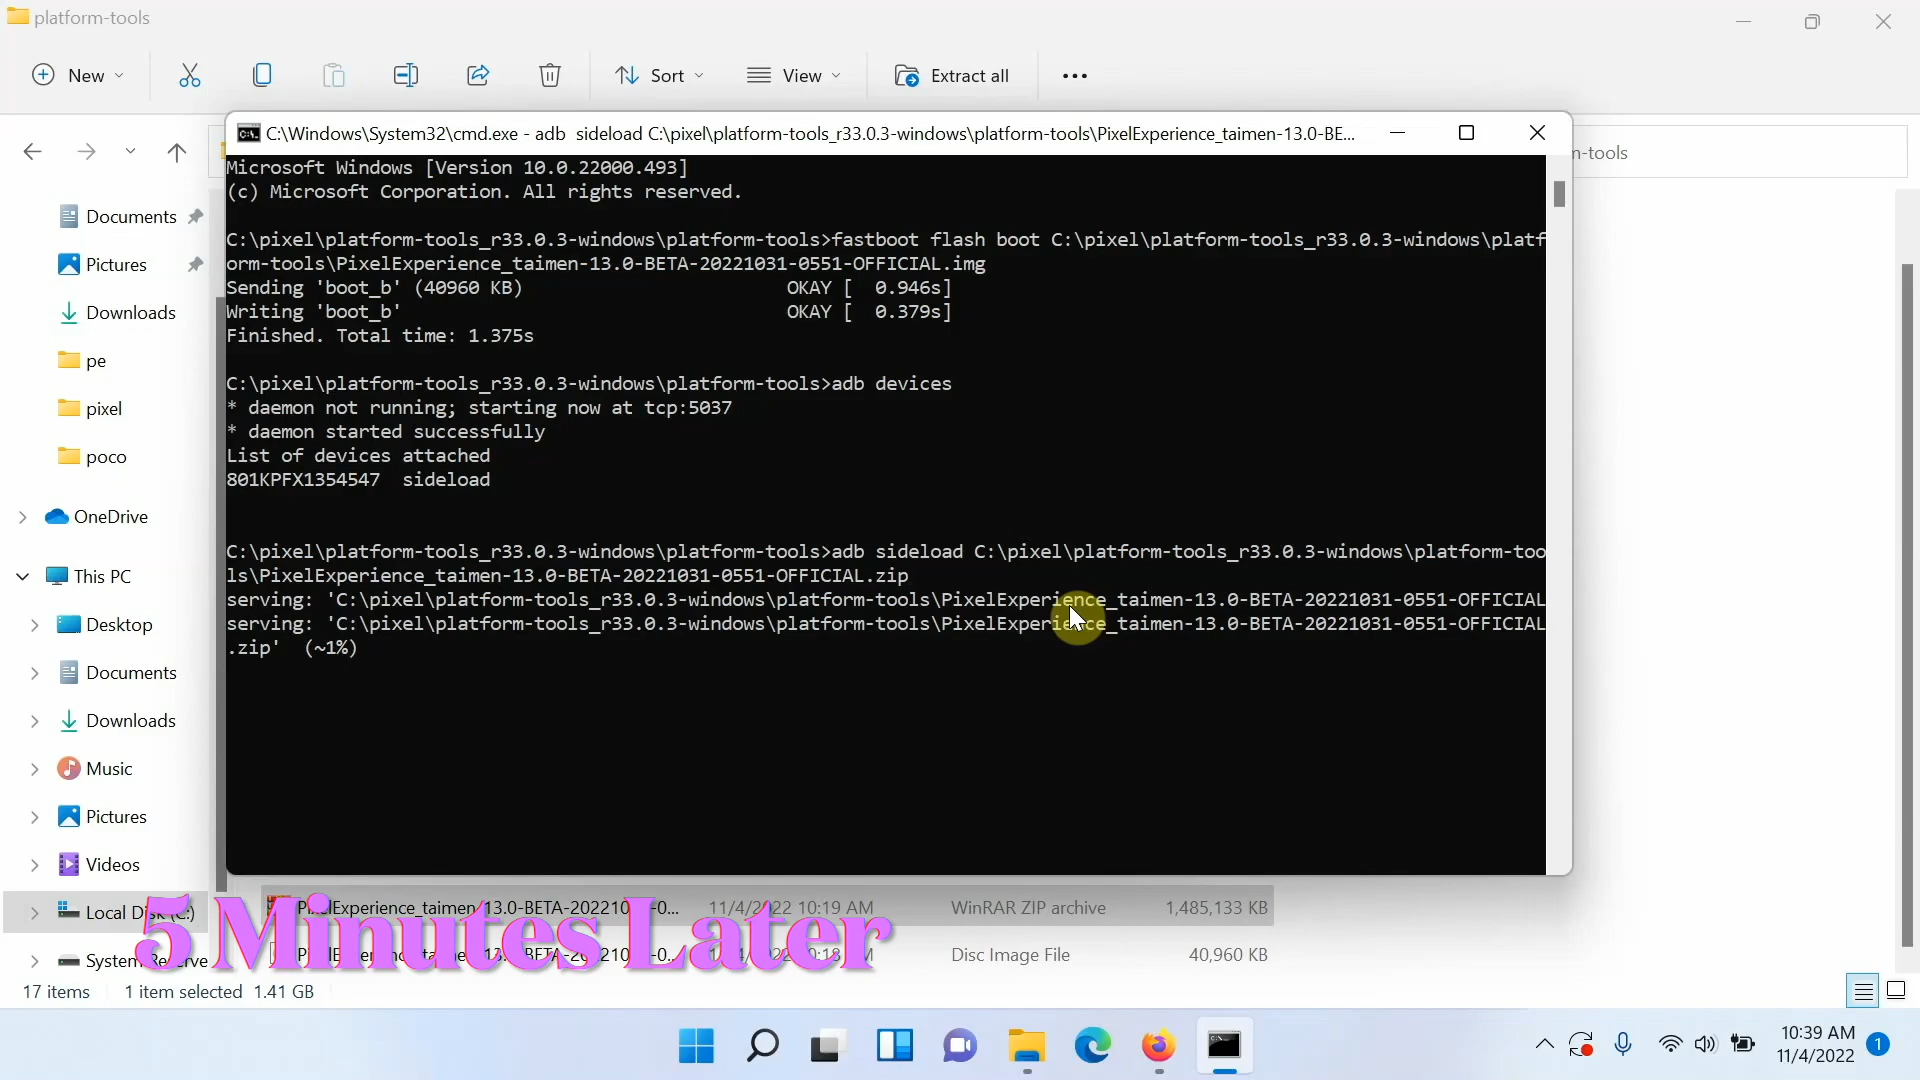 platform-tools
New
Sort
View
Extract all
C:\Windows\System32\cmd.exe - adb  sideload C:\pixel\platform-tools_r33.0.3-windows\platform-tools\PixelExperience_taimen-13.0-BE...
-tools
Microsoft Windows [Version 10.0.22000.493]
(c) Microsoft Corporation. All rights reserved.
C:\pixel\platform-tools_r33.0.3-windows\platform-tools>fastboot flash boot C:\pixel\platform-tools_r33.0.3-windows\platf
orm-tools\PixelExperience_taimen-13.0-BETA-20221031-0551-OFFICIAL.img
Sending 'boot_b' (40960 KB)                        OKAY [  0.946s]
Writing 'boot_b'                                   OKAY [  0.379s]
Finished. Total time: 1.375s
C:\pixel\platform-tools_r33.0.3-windows\platform-tools>adb devices
* daemon not running; starting now at tcp:5037
* daemon started successfully
List of devices attached
801KPFX1354547  sideload
C:\pixel\platform-tools_r33.0.3-windows\platform-tools>adb sideload C:\pixel\platform-tools_r33.0.3-windows\platform-too
ls\PixelExperience_taimen-13.0-BETA-20221031-0551-OFFICIAL.zip
serving: 'C:\pixel\platform-tools_r33.0.3-windows\platform-tools\PixelExperience_taimen-13.0-BETA-20221031-0551-OFFICIAL
serving: 'C:\pixel\platform-tools_r33.0.3-windows\platform-tools\PixelExperience_taimen-13.0-BETA-20221031-0551-OFFICIAL
.zip'  (~1%)
Documents
Pictures
Downloads
pe
pixel
poco
OneDrive
This PC
Desktop
Documents
Downloads
Music
Pictures
Videos
Local Disk (C:)
11/4/2022 10:19 AM
WinRAR ZIP archive
1,485,133 KB
5 Minutes Later
Disc Image File
40,960 KB
17 items
1 item selected  1.41 GB
10:39 AM
11/4/2022
1